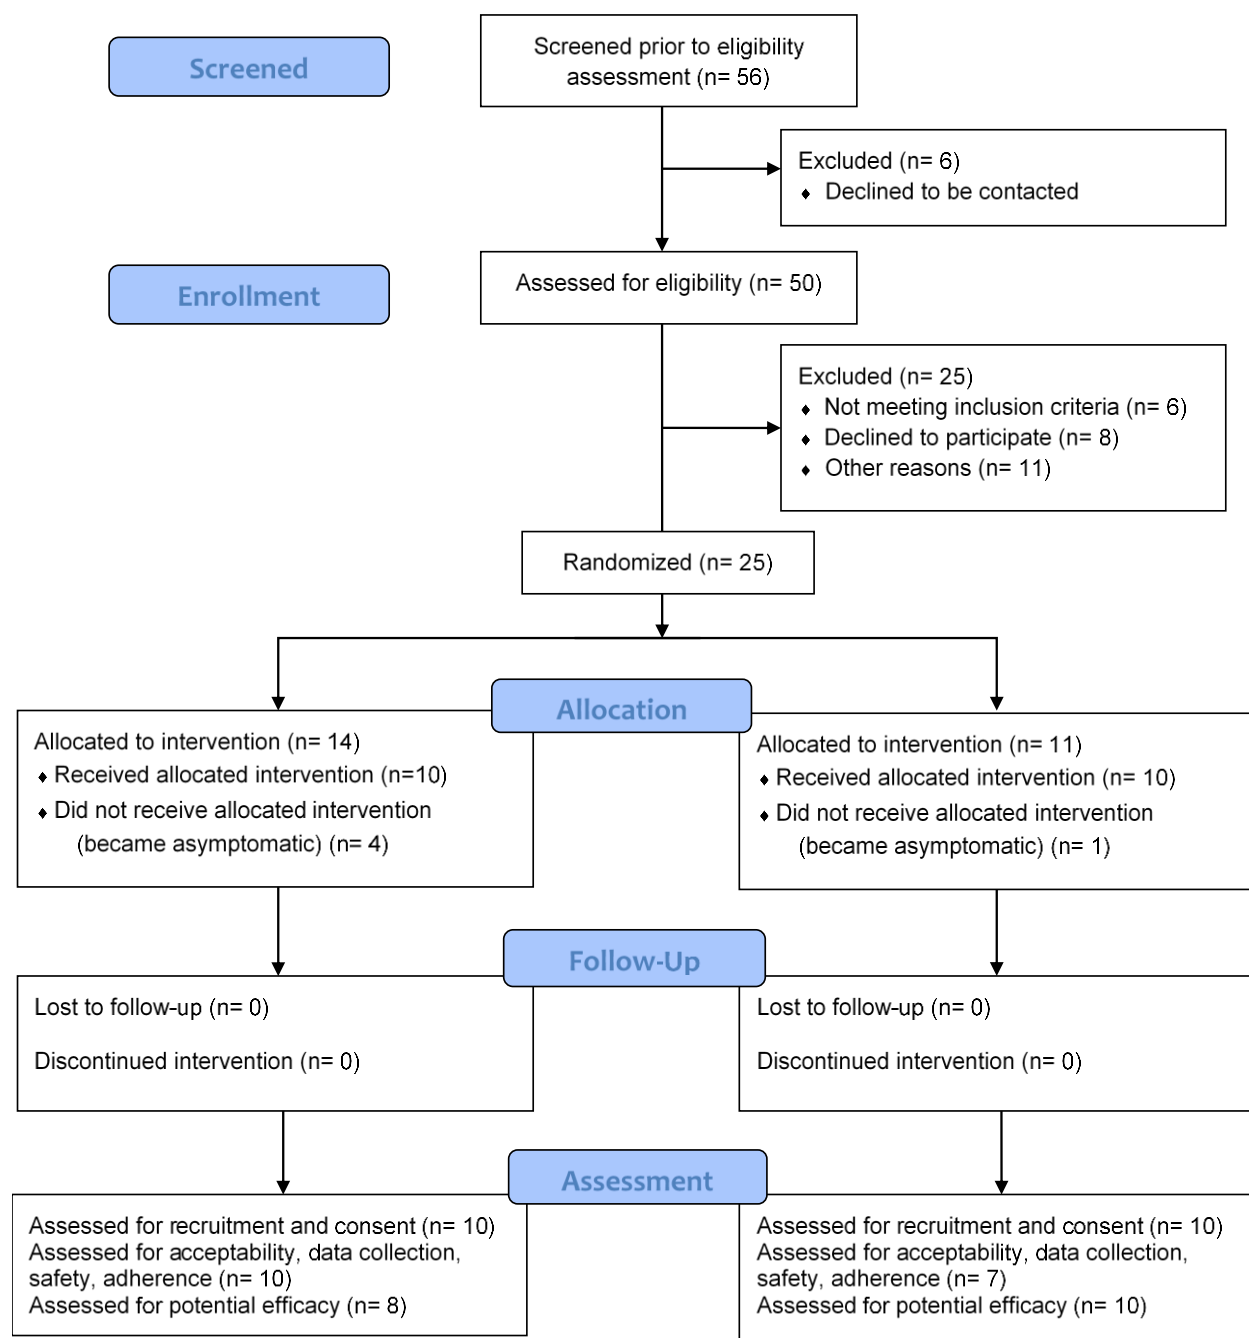 Screened
Screened prior to eligibility
assessment (n= 56)
Excluded (n= 6)
♦ Declined to be contacted
Enrollment
Assessed for eligibility (n= 50)
Excluded (n= 25)
♦ Not meeting inclusion criteria (n= 6)
♦ Declined to participate (n= 8)
♦ Other reasons (n= 11)
Randomized (n= 25)
Allocation
Allocated to intervention (n= 14)
♦ Received allocated intervention (n=10)
♦ Did not receive allocated intervention
(became asymptomatic) (n= 4)
Allocated to intervention (n= 11)
♦ Received allocated intervention (n= 10)
♦ Did not receive allocated intervention
(became asymptomatic) (n= 1)
Follow-Up
Lost to follow-up (n= 0)
Discontinued intervention (n= 0)
Lost to follow-up (n= 0)
Discontinued intervention (n= 0)
Assessment
Assessed for recruitment and consent (n= 10)
Assessed for acceptability, data collection,
safety, adherence (n= 10)
Assessed for potential efficacy (n= 8)
Assessed for recruitment and consent (n= 10)
Assessed for acceptability, data collection,
safety, adherence (n= 7)
Assessed for potential efficacy (n= 10)